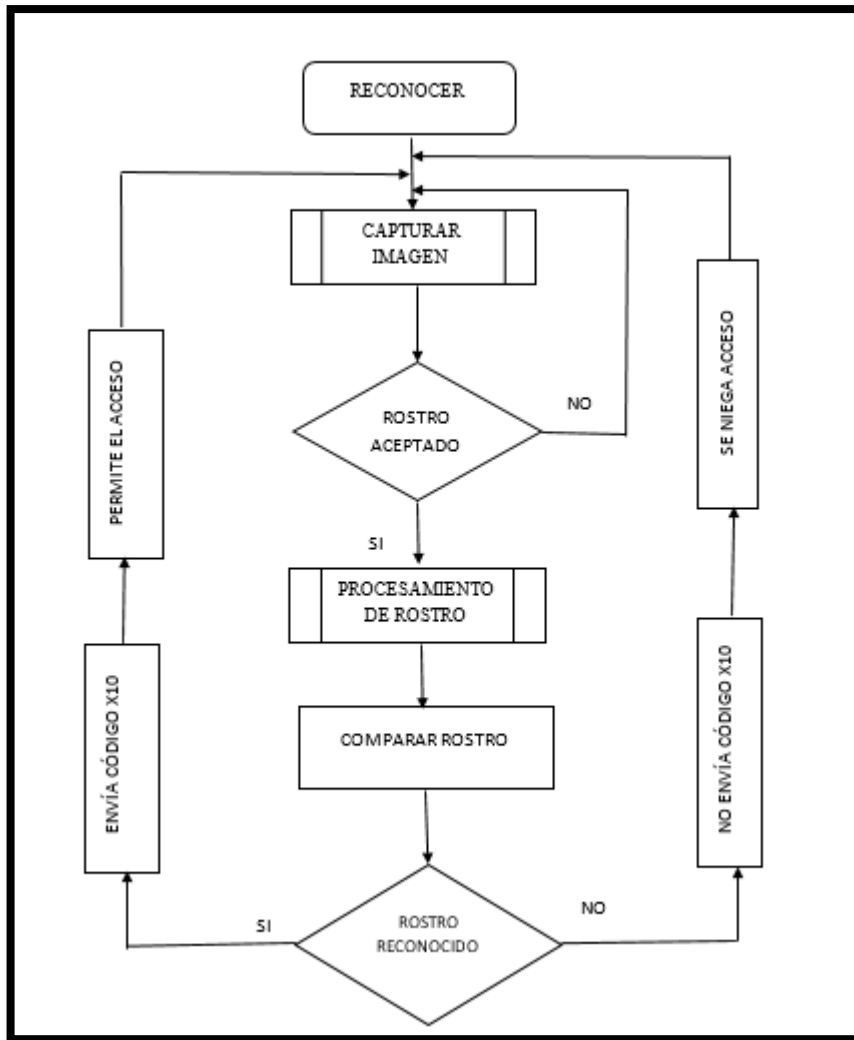 RECONOCER
CAPTURAR
IMAGEN
ROSTRO
ACEPTADO
NO
SI
PROCESAMIENTO
DE ROSTRO
COMPARAR ROSTRO
ROSTRO
RECONOCIDO
SI
NO
ENVÍA CÓDIGO X10
PERMITE EL ACCESO
NO ENVÍA CÓDIGO X10
SE NIEGA ACCESO